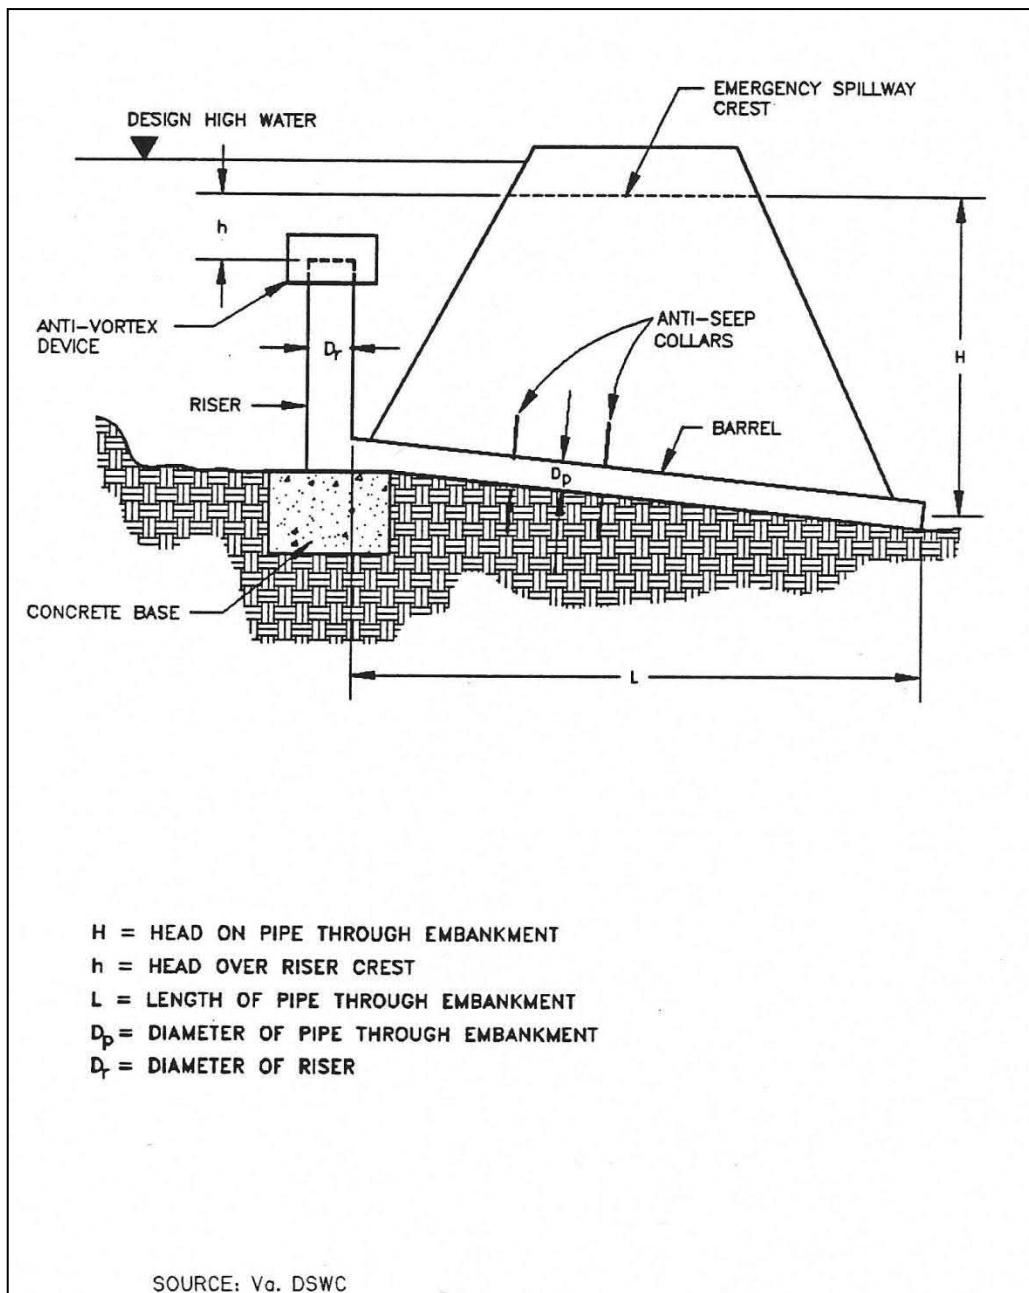 EMERGENCY SPILLWAY
CREST
DESIGN HIGH WATER
h
H
ANTI-VORTEX
DEVICE
Dr
ANTI-SEEP
COLLARS
RISER
BARREL
Dp
CONCRETE BASE
L
H = HEAD ON PIPE THROUGH EMBANKMENT
h = HEAD OVER RISER CREST
L = LENGTH OF PIPE THROUGH EMBANKMENT
Dp = DIAMETER OF PIPE THROUGH EMBANKMENT
Dr = DIAMETER OF RISER
SOURCE: Va. DSWC